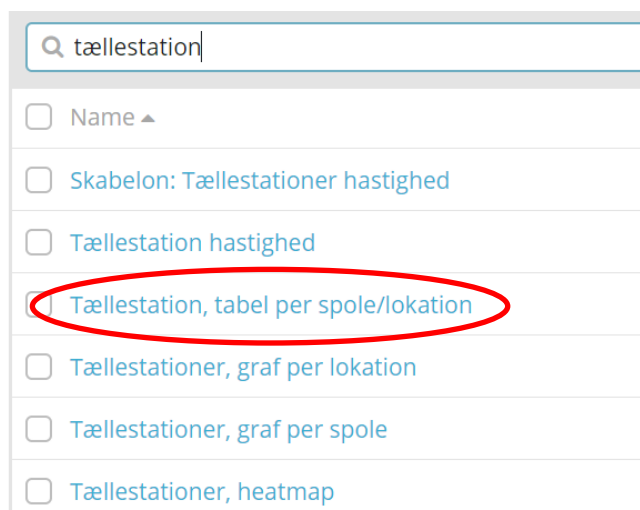 tællestation
Name
Skabelon: Tællestationer hastighed
Tællestation hastighed
Tællestation, tabel per spole/lokation
Tællestationer, graf per lokation
Tællestationer, graf per spole
Tællestationer, heatmap